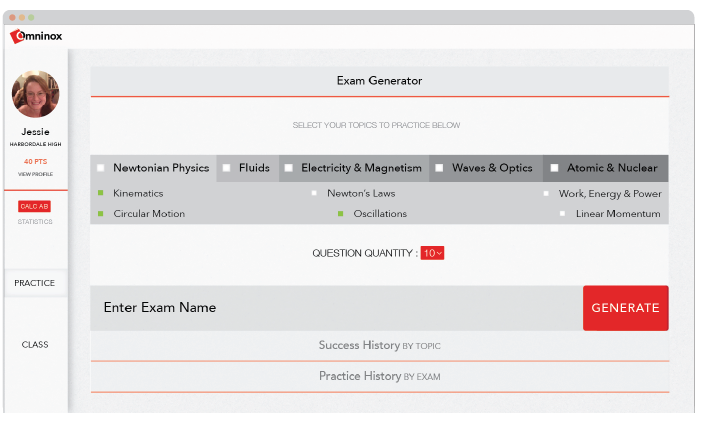 Omninox
Jessie
HARBORDALE HIGH
40 PTS
VIEW PROFILE
CALC AB
STATISTICS
PRACTICE
CLASS
Exam Generator
SELECT YOUR TOPICS TO PRACTICE BELOW
Newtonian Physics Fluids Electricity & Magnetism Waves & Optics Atomic & Nuclear
Kinematics Newton's Laws Work, Energy & Power
Circular Motion Oscillations Linear Momentum
QUESTION QUANTITY : 10
Enter Exam Name GENERATE
Success History BY TOPIC
Practice History BY EXAM